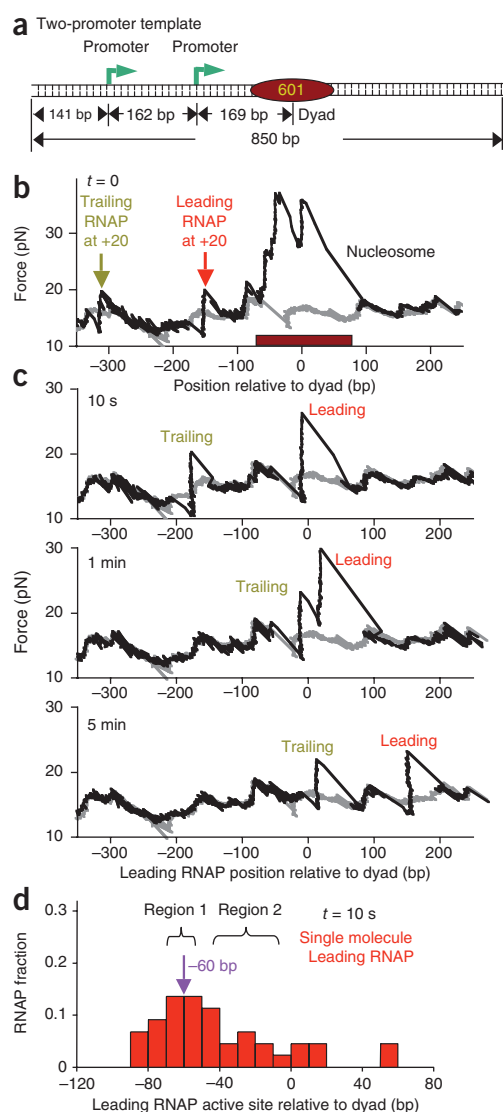 a Two-promoter template
Promoter Promoter
601
141 bp 162 bp 169 bp Dyad
850 bp
b
t = 0
Trailing RNAP at +20
Leading RNAP at +20
Nucleosome
Force (pN)
30
20
10
–300 –200 –100 0 100 200
Position relative to dyad (bp)
c
30
10 s
Leading
Trailing
20
10
–300 –200 –100 0 100 200
30
1 min
Leading
Trailing
Force (pN)
20
10
–300 –200 –100 0 100 200
30
5 min
Trailing
Leading
20
10
–300 –200 –100 0 100 200
Leading RNAP position relative to dyad (bp)
d
0.3
Region 1 Region 2
t = 10 s
Single molecule
Leading RNAP
–60 bp
RNAP fraction
0.2
0.1
0
–120 –80 –40 0 40 80
Leading RNAP active site relative to dyad (bp)